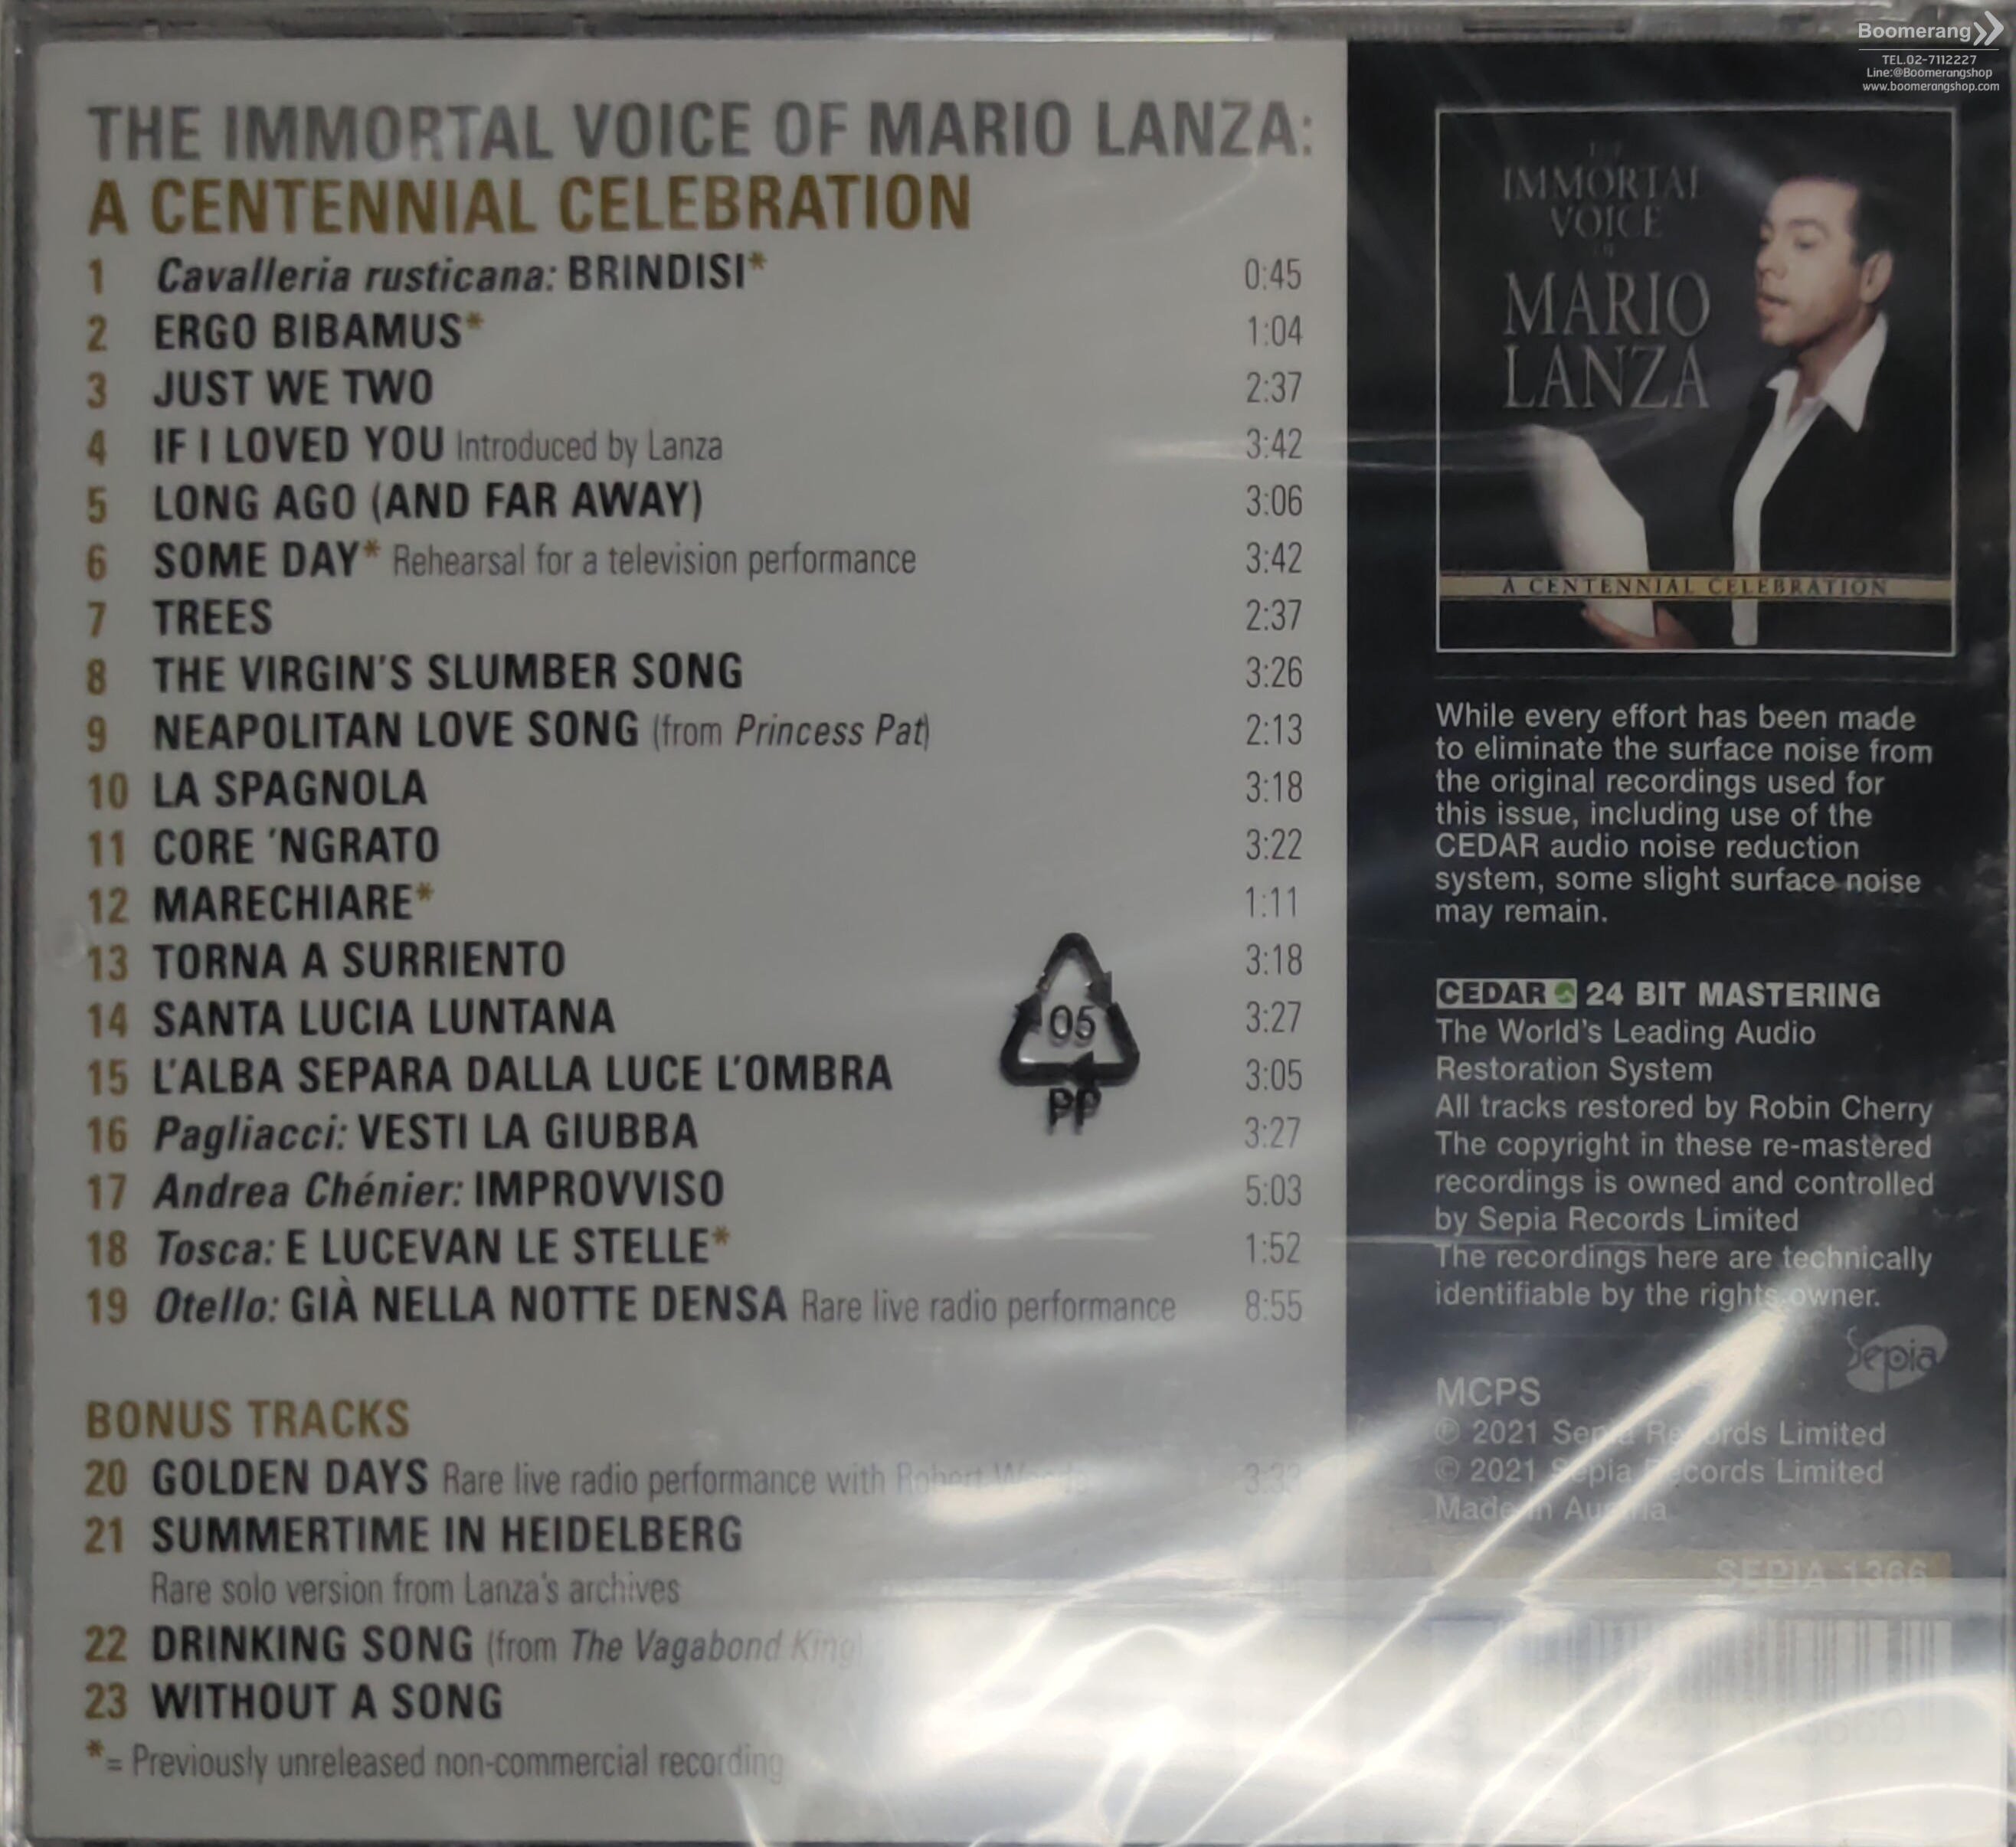 Boomerang
TEL.02-7112227
Line:@Boomerangshop
www.boomerangshop.com
THE IMMORTAL VOICE OF MARIO LANZA:
A CENTENNIAL CELEBRATION
1 Cavalleria rusticana: BRINDISI* 0:45
2 ERGO BIBAMUS* 1:04
3 JUST WE TWO 2:37
4 IF I LOVED YOU Introduced by Lanza 3:42
5 LONG AGO (AND FAR AWAY) 3:06
6 SOME DAY* Rehearsal for a television performance 3:42
7 TREES 2:37
8 THE VIRGIN'S SLUMBER SONG 3:26
9 NEAPOLITAN LOVE SONG (from Princess Pat) 2:13
10 LA SPAGNOLA 3:18
11 CORE 'NGRATO 3:22
12 MARECHIARE* 1:11
13 TORNA A SURRIENTO 3:18
14 SANTA LUCIA LUNTANA 3:27
15 L'ALBA SEPARA DALLA LUCE L'OMBRA 3:05
16 Pagliacci: VESTI LA GIUBBA 3:27
17 Andrea Chénier: IMPROVVISO 5:03
18 Tosca: E LUCEVAN LE STELLE* 1:52
19 Otello: GIÀ NELLA NOTTE DENSA Rare live radio performance 8:55
05
PP
BONUS TRACKS
20 GOLDEN DAYS Rare live radio performance with Robert
21 SUMMERTIME IN HEIDELBERG
Rare solo version from Lanza's archives
22 DRINKING SONG (from The Vagabond King)
23 WITHOUT A SONG
*= Previously unreleased non-commercial recording
THE
IMMORTAL
VOICE
OF
MARIO
LANZA
A CENTENNIAL CELEBRATION
While every effort has been made
to eliminate the surface noise from
the original recordings used for
this issue, including use of the
CEDAR audio noise reduction
system, some slight surface noise
may remain.
CEDAR 24 BIT MASTERING
The World's Leading Audio
Restoration System
All tracks restored by Robin Cherry
The copyright in these re-mastered
recordings is owned and controlled
by Sepia Records Limited
The recordings here are technically
identifiable by the rights owner.
Sepia
MCPS
℗ 2021 Sepia Records Limited
© 2021 Sepia Records Limited
Made in
SEPIA 1366